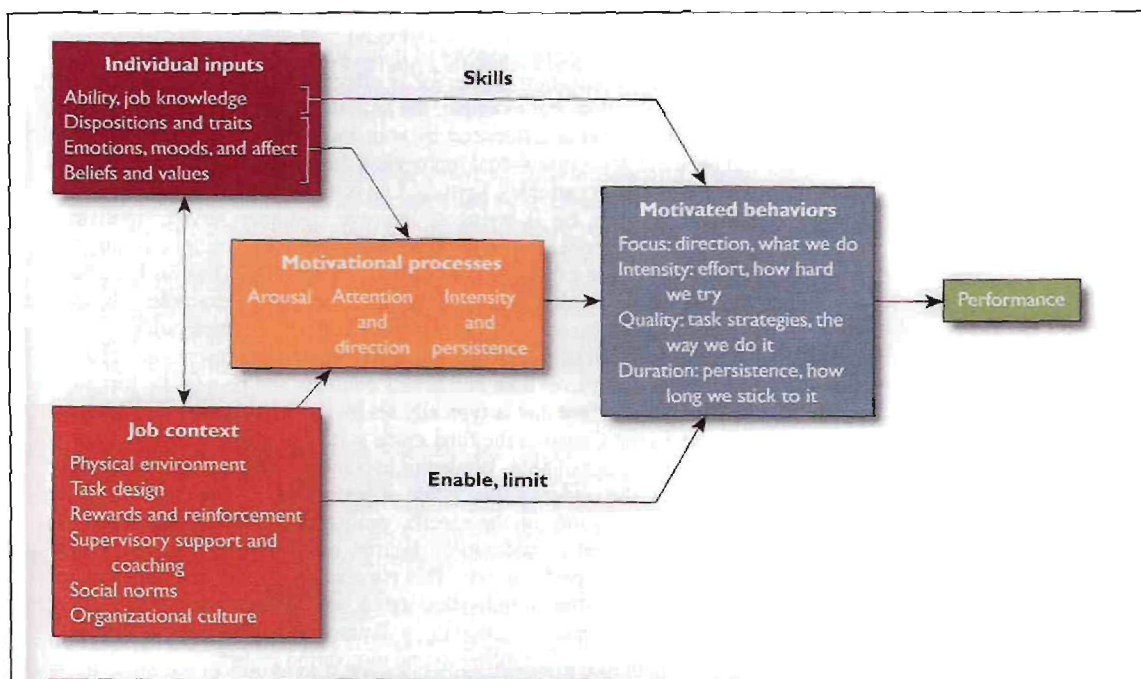 Individual inputs
Ability, job knowledge
Dispositions and traits
Emotions, moods, and affect
Beliefs and values
Skills
Motivational processes
Arousal
Attention
and
direction
Intensity
and
persistence
Job context
Physical environment
Task design
Rewards and reinforcement
Supervisory support and
coaching
Social norms
Organizational culture
Enable, limit
Motivated behaviors
Focus: direction, what we do
Intensity: effort, how hard
we try
Quality: task strategies, the
way we do it
Duration: persistence, how
long we stick to it
Performance